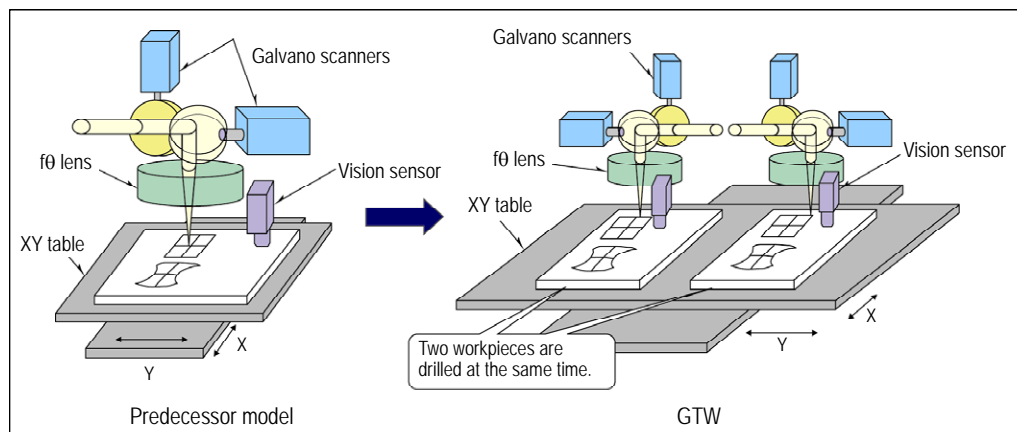 Galvano scanners
fθ lens
Vision sensor
XY table
X
Y
Predecessor model
Galvano scanners
fθ lens
Vision sensor
XY table
X
Y
Two workpieces are
drilled at the same time.
GTW